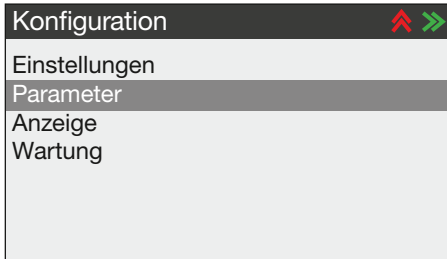 Konfiguration
Einstellungen
Parameter
Anzeige
Wartung